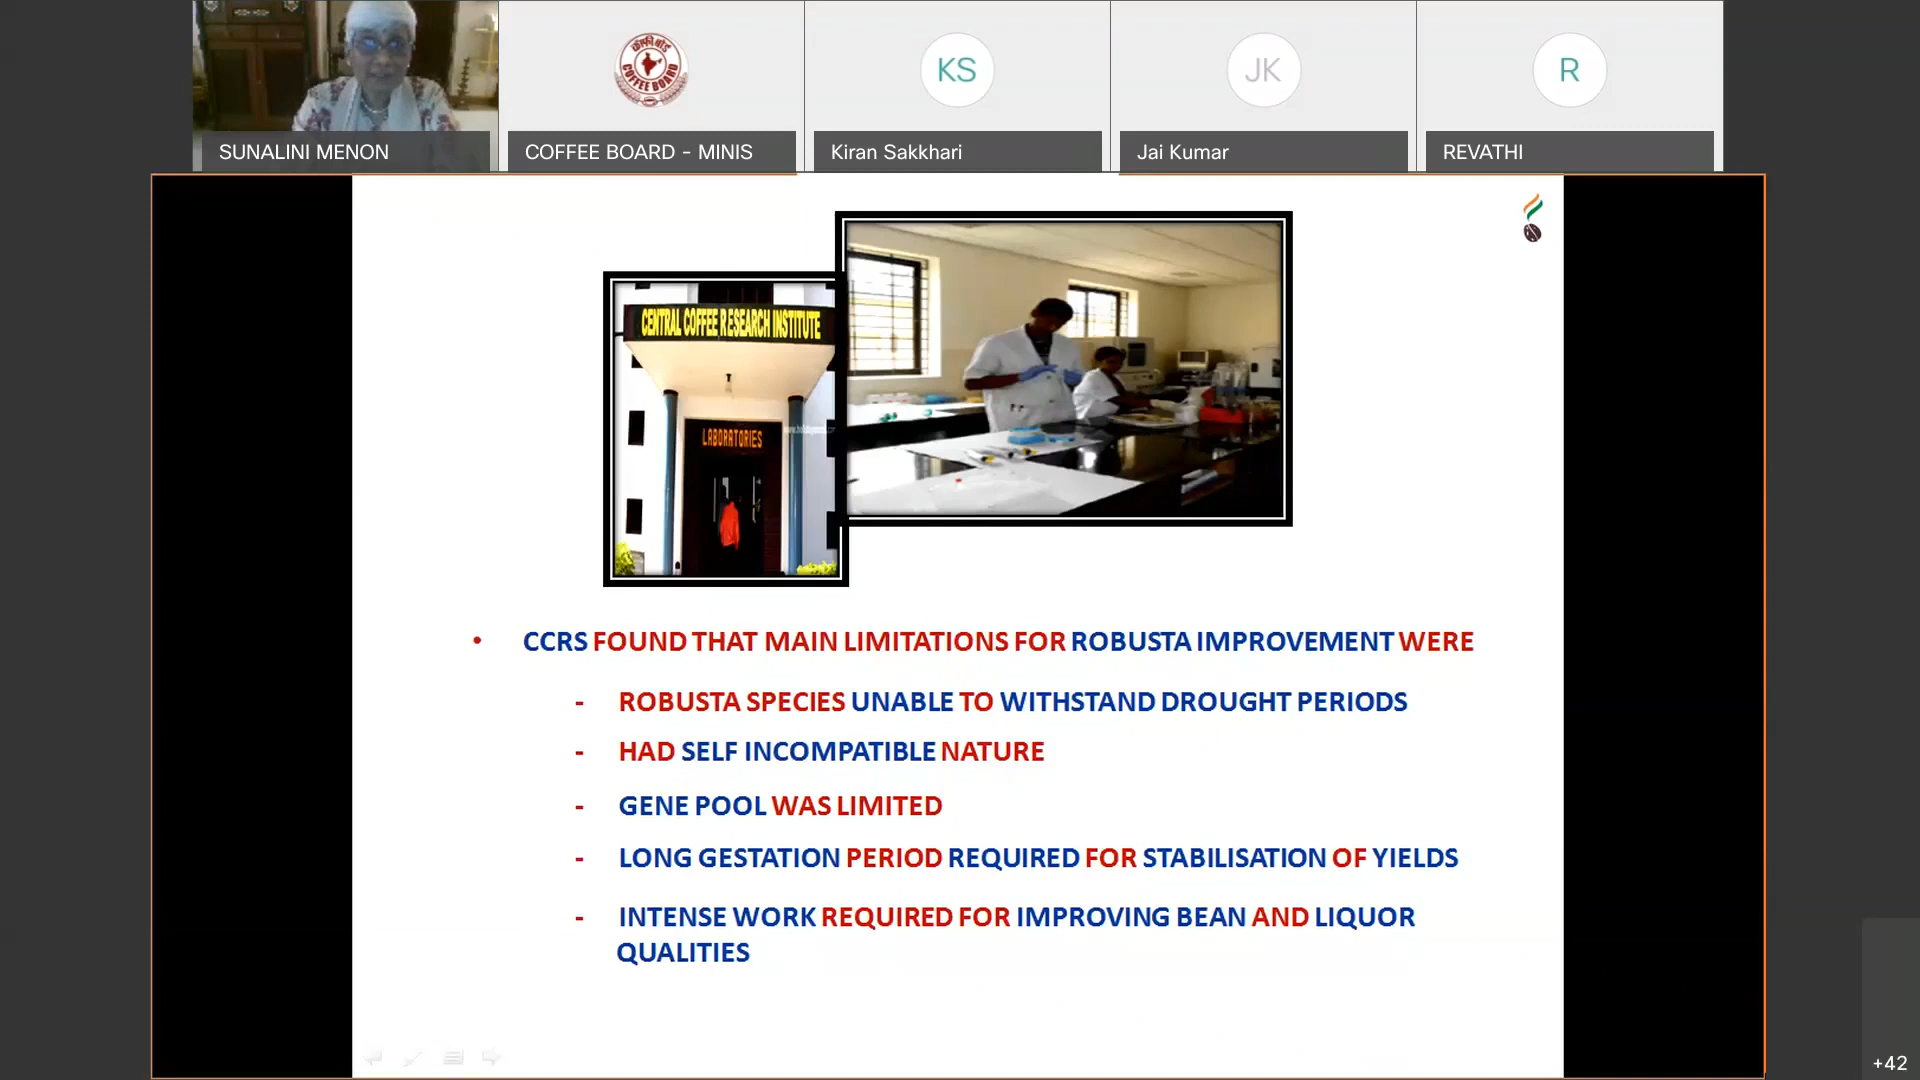 SUNALINI MENON
कॉफी बोर्ड
COFFEE BOARD
COFFEE BOARD - MINIS
KS
Kiran Sakkhari
JK
Jai Kumar
R
REVATHI
CENTRAL COFFEE RESEARCH INSTITUTE
LABORATORIES
• CCRS FOUND THAT MAIN LIMITATIONS FOR ROBUSTA IMPROVEMENT WERE
- ROBUSTA SPECIES UNABLE TO WITHSTAND DROUGHT PERIODS
- HAD SELF INCOMPATIBLE NATURE
- GENE POOL WAS LIMITED
- LONG GESTATION PERIOD REQUIRED FOR STABILISATION OF YIELDS
- INTENSE WORK REQUIRED FOR IMPROVING BEAN AND LIQUOR
QUALITIES
+42